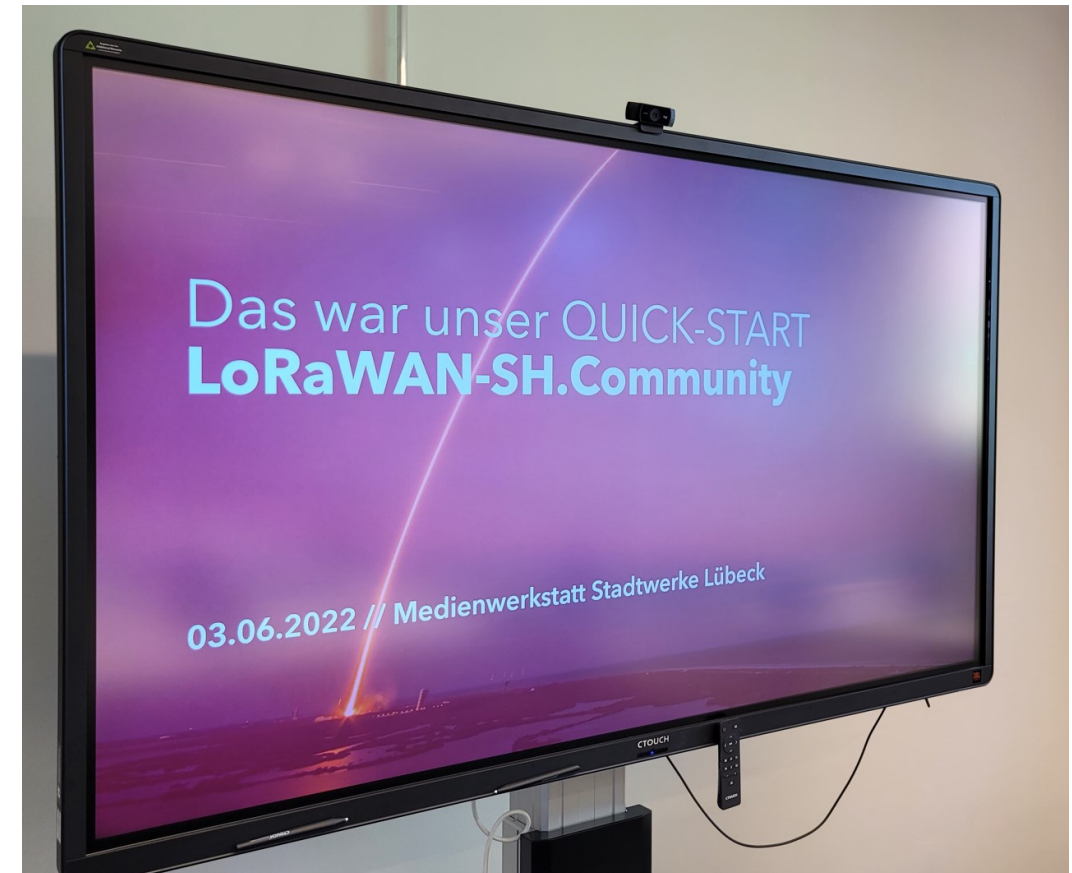 Das war unser QUICK-START
LoRaWAN-SH.Community
03.06.2022 // Medienwerkstatt Stadtwerke Lübeck
CTOUCH